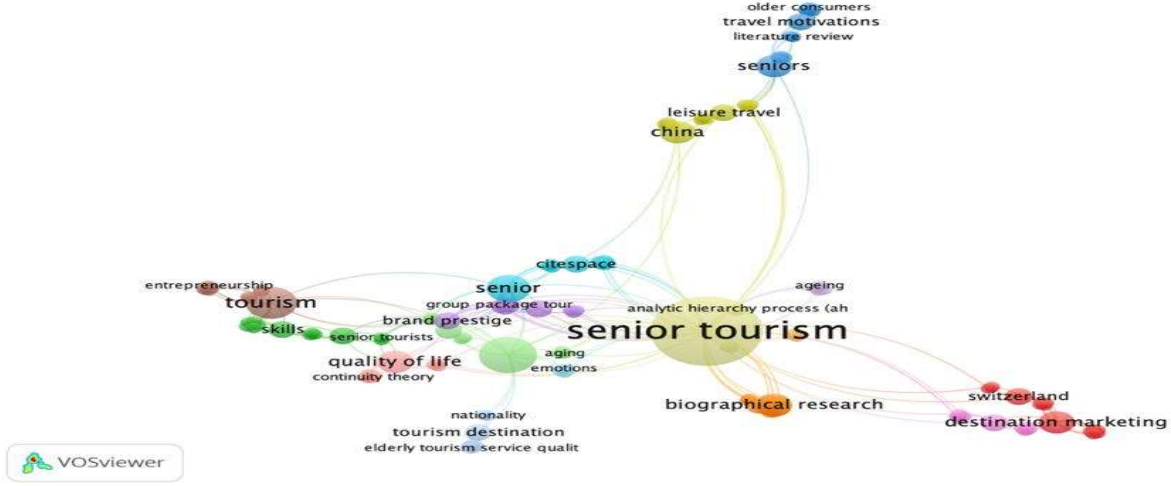 older consumers
travel motivations
literature review
seniors
leisure travel
china
citespace
entrepreneurship
senior
ageing
tourism
group package tour
analytic hierarchy process (ah
brand prestige
skills
senior tourists
senior tourism
aging
quality of life
emotions
continuity theory
switzerland
biographical research
nationality
destination marketing
tourism destination
elderly tourism service qualit
VOSviewer